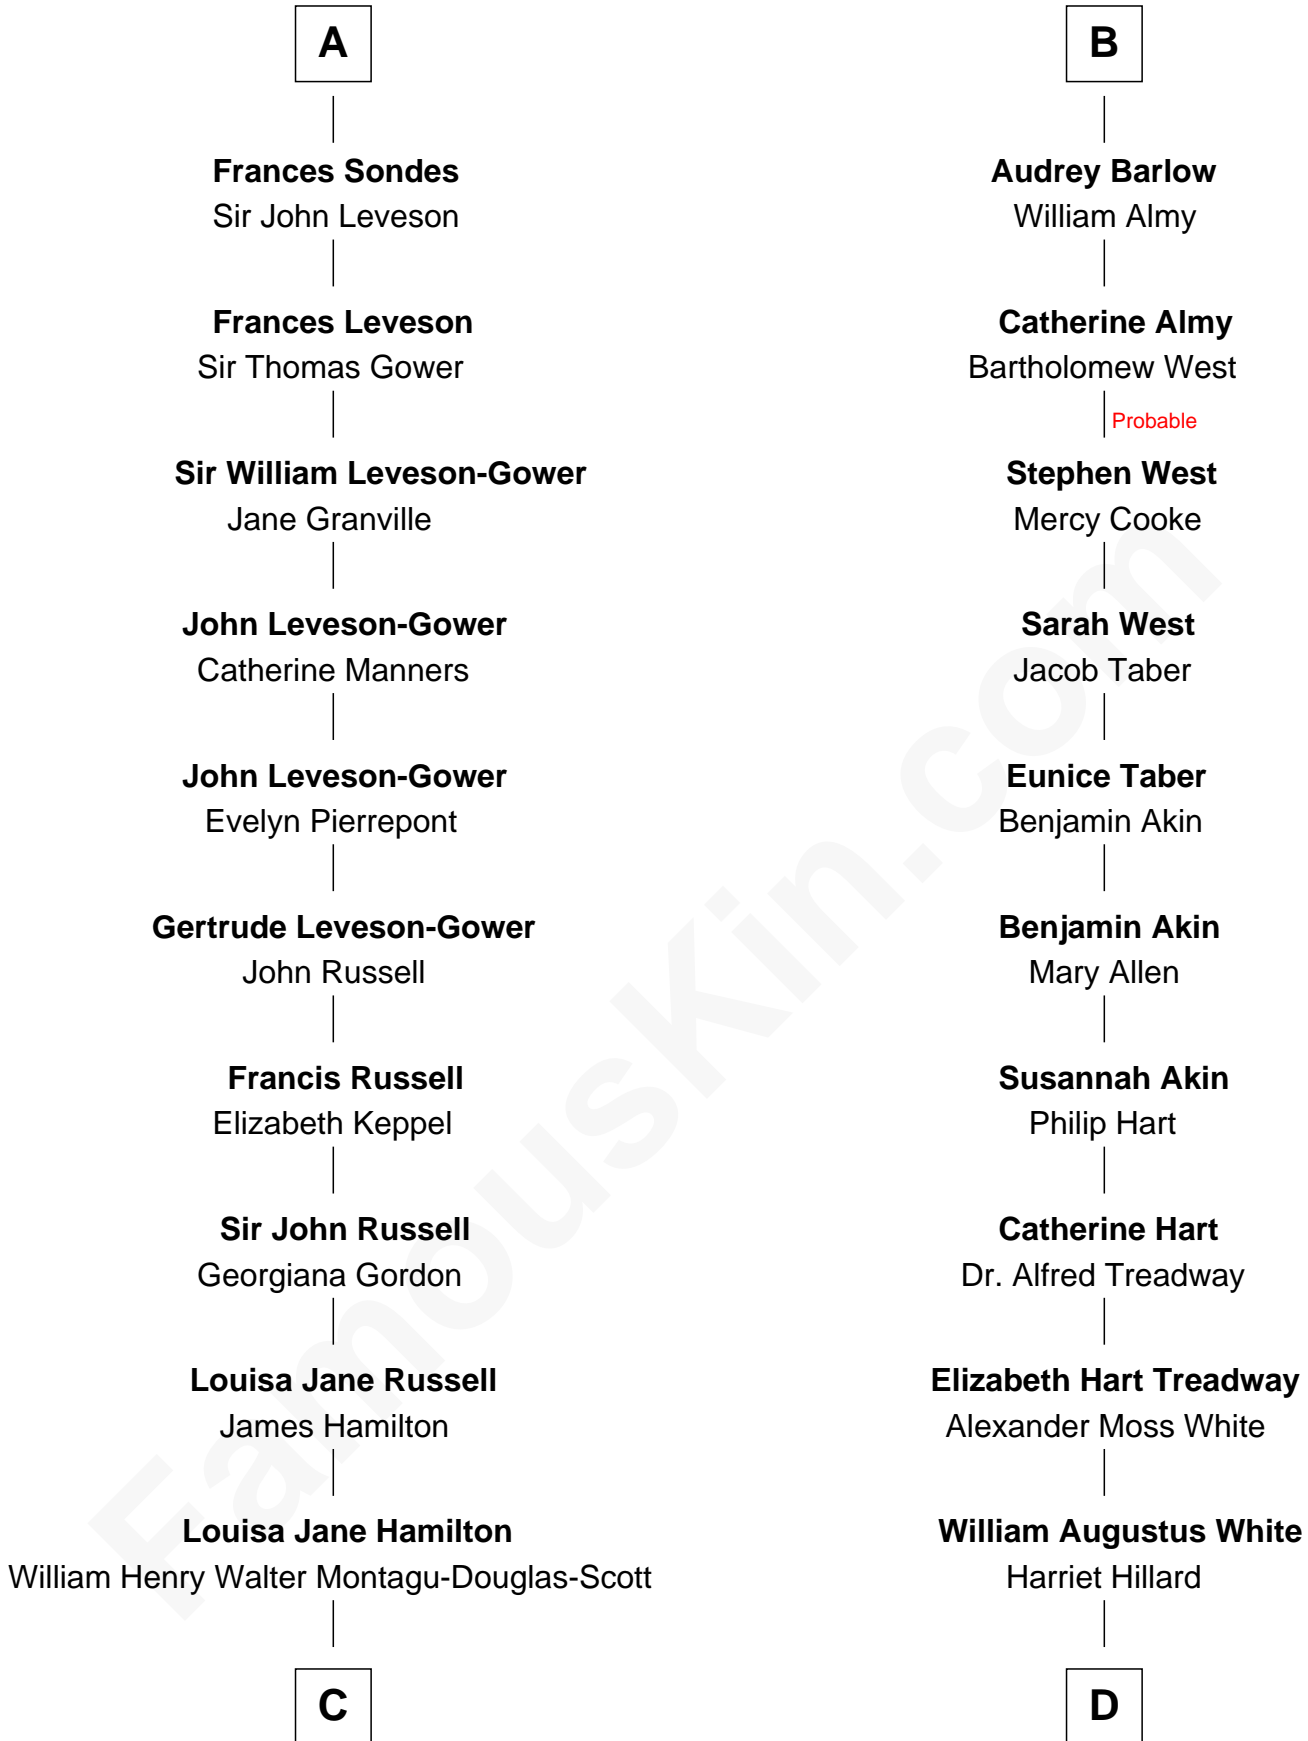 A
Frances Sondes
Sir John Leveson
Frances Leveson
Sir Thomas Gower
Sir William Leveson-Gower
Jane Granville
John Leveson-Gower
Catherine Manners
John Leveson-Gower
Evelyn Pierrepont
Gertrude Leveson-Gower
John Russell
Francis Russell
Elizabeth Keppel
Sir John Russell
Georgiana Gordon
Louisa Jane Russell
James Hamilton
Louisa Jane Hamilton
William Henry Walter Montagu-Douglas-Scott
C
B
Audrey Barlow
William Almy
Catherine Almy
Bartholomew West
Probable
Stephen West
Mercy Cooke
Sarah West
Jacob Taber
Eunice Taber
Benjamin Akin
Benjamin Akin
Mary Allen
Susannah Akin
Philip Hart
Catherine Hart
Dr. Alfred Treadway
Elizabeth Hart Treadway
Alexander Moss White
William Augustus White
Harriet Hillard
D
FamousKin.com